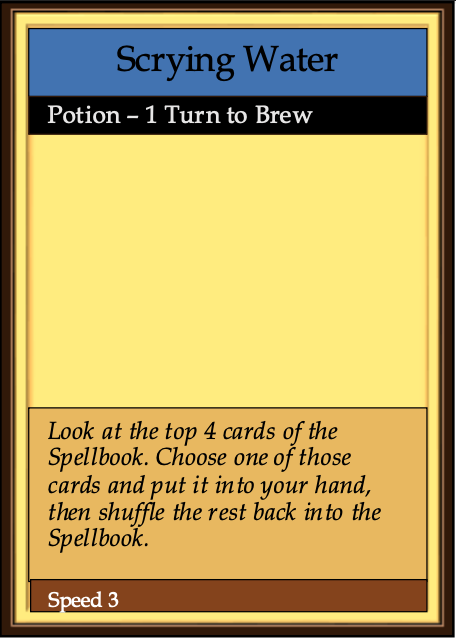 Scrying Water
Potion – 1 Turn to Brew
Look at the top 4 cards of the
Spellbook. Choose one of those
cards and put it into your hand,
then shuffle the rest back into the
Spellbook.
Speed 3